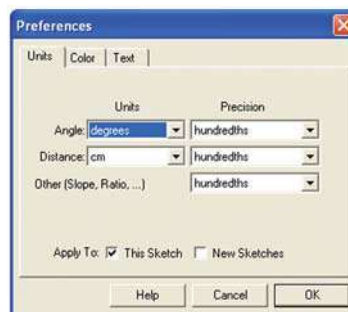 Preferences
Units Color Text
Units Precision
Angle: degrees hundredths
Distance: cm hundredths
Other (Slope, Ratio, ...) hundredths
Apply To: This Sketch New Sketches
Help Cancel OK